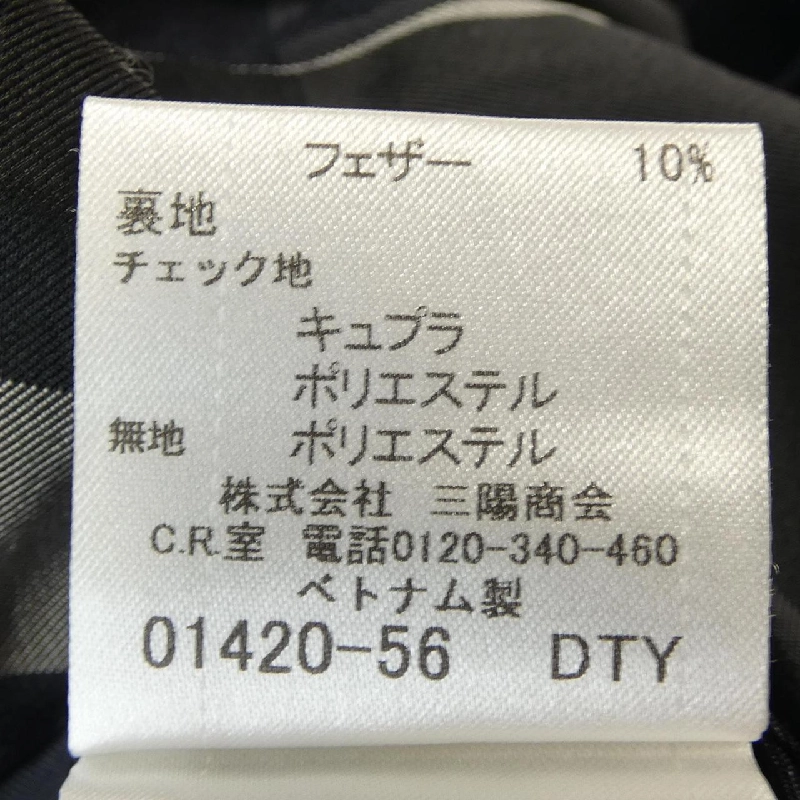 フェザー 10%
裏地
チェック地
キュプラ
ポリエステル
無地 ポリエステル
株式会社 三陽商会
C.R.室 電話0120-340-460
ベトナム製
01420-56 DTY